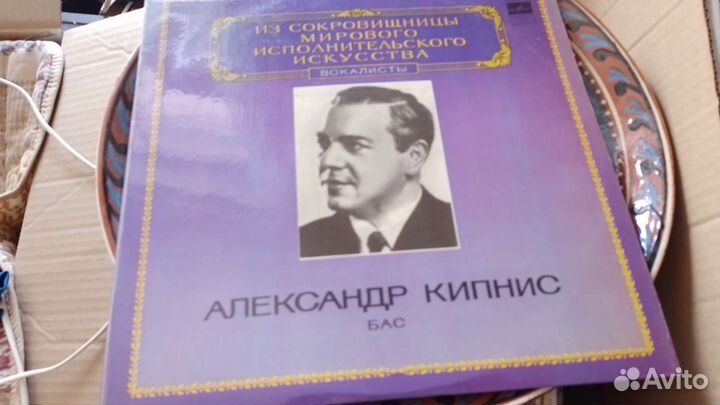 ИЗ СОКРОВИЩНИЦЫ
МИРОВОГО
ИСПОЛНИТЕЛЬСКОГО
ИСКУССТВА
ВОКАЛИСТЫ
АЛЕКСАНДР КИПНИС
БАС
Avito